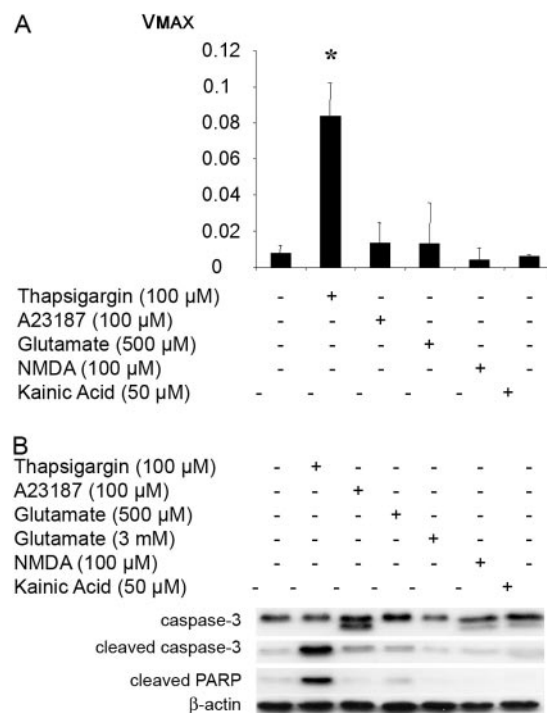 A
VMAX
0.12
*
0.1
0.08
0.06
0.04
0.02
0
Thapsigargin (100 µM) - + - - - -
A23187 (100 µM) - - + - - -
Glutamate (500 µM) - - - + - -
NMDA (100 µM) - - - - + -
Kainic Acid (50 µM) - - - - - +
B
Thapsigargin (100 µM) - + - - - - -
A23187 (100 µM) - - + - - - -
Glutamate (500 µM) - - - + - - -
Glutamate (3 mM) - - - - + - -
NMDA (100 µM) - - - - - + -
Kainic Acid (50 µM) - - - - - - +
caspase-3
cleaved caspase-3
cleaved PARP
β-actin